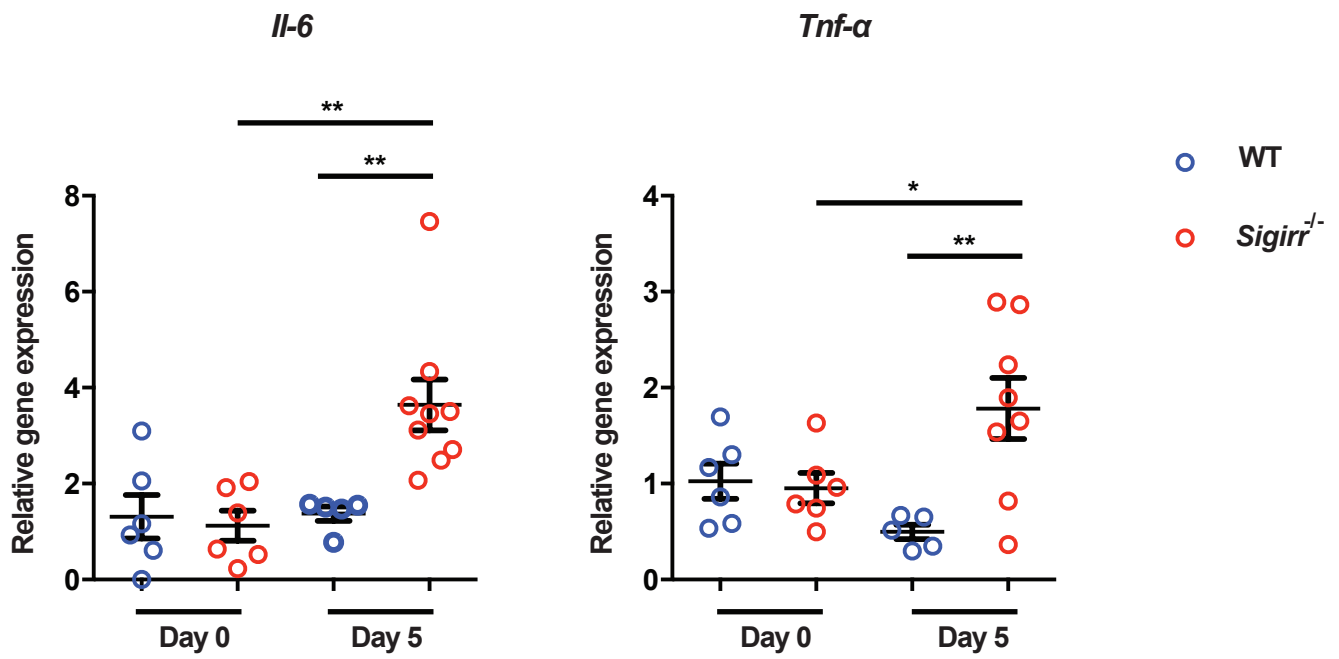 Il-6
**
**
Relative gene expression
8
6
4
2
0
Day 0
Day 5
Tnf-α
*
**
Relative gene expression
4
3
2
1
0
Day 0
Day 5
WT
Sigirr-/-